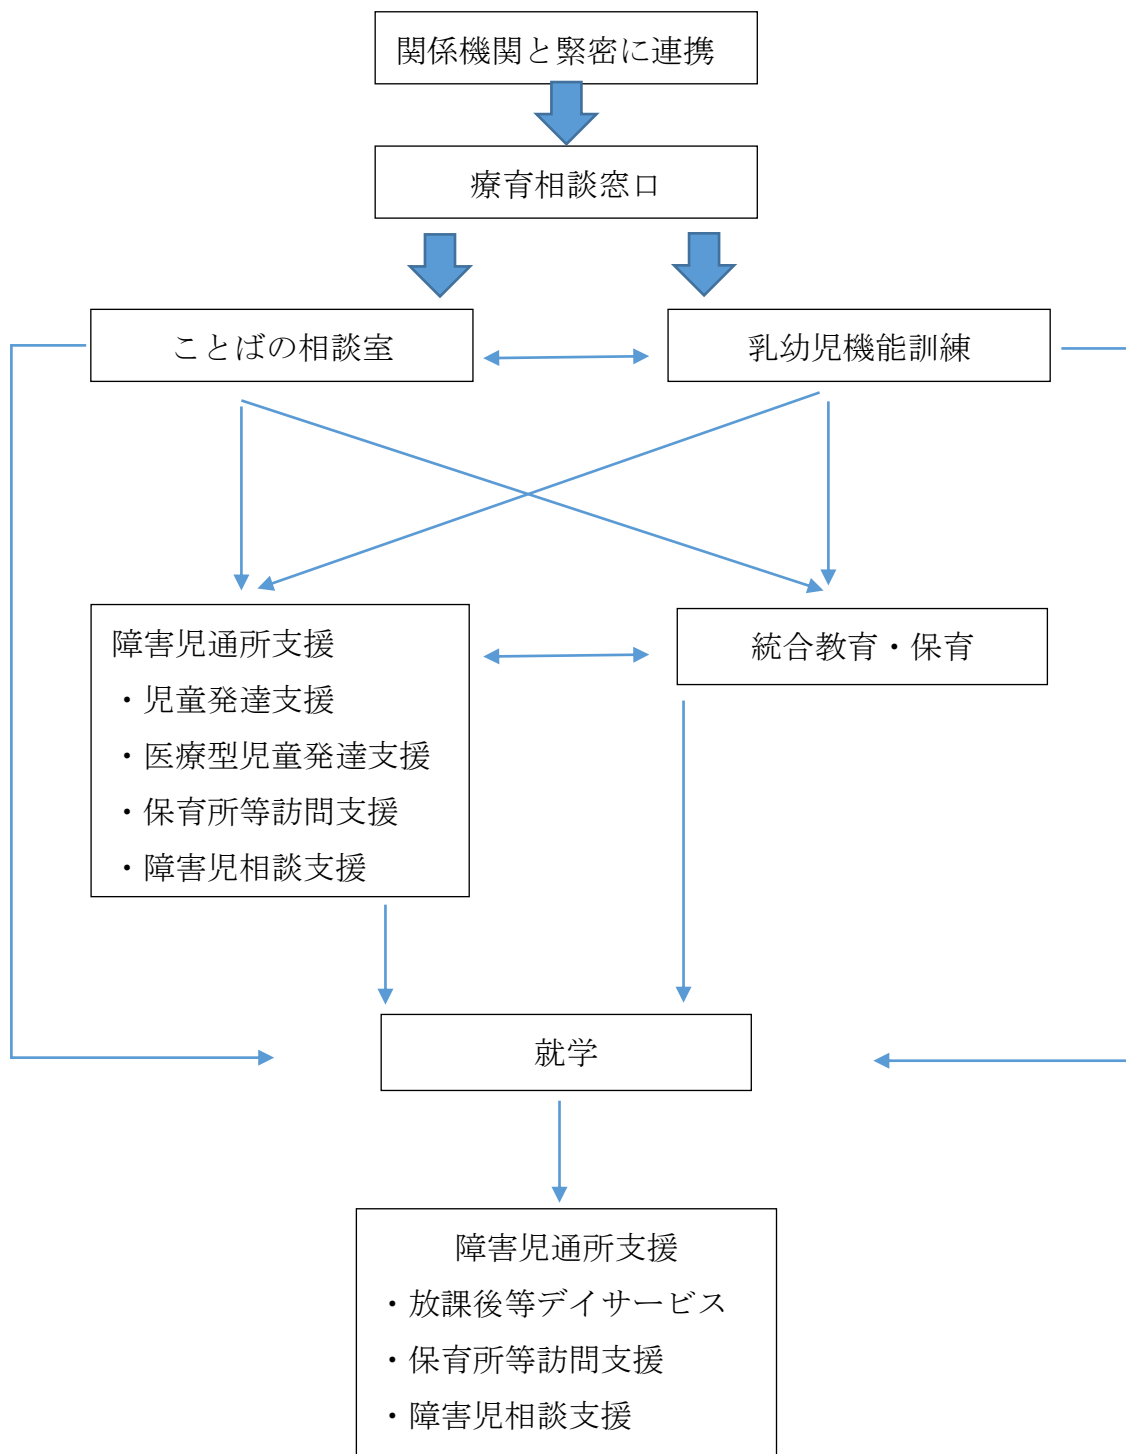 関係機関と緊密に連携
療育相談窓口
ことばの相談室
乳幼児機能訓練
障害児通所支援
・児童発達支援
・医療型児童発達支援
・保育所等訪問支援
・障害児相談支援
統合教育・保育
就学
障害児通所支援
・放課後等デイサービス
・保育所等訪問支援
・障害児相談支援